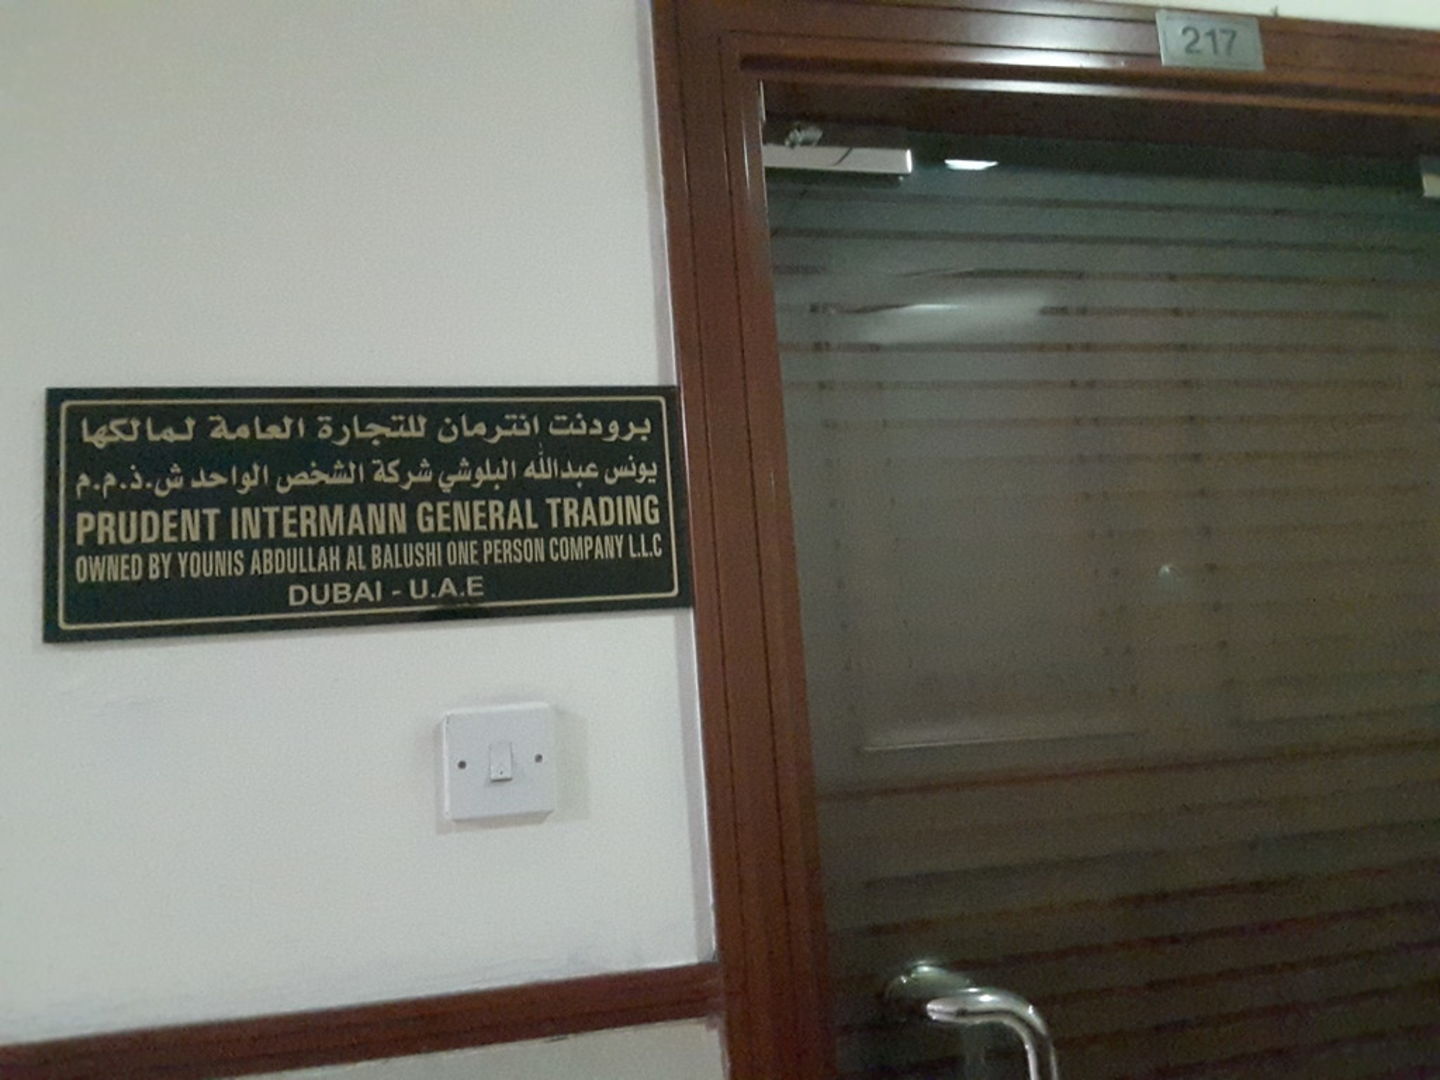 217
برودنت انترمان للتجارة العامة لمالكها
يونس عبدالله البلوشي شركة الشخص الواحد ش.ذ.م.م
PRUDENT INTERMANN GENERAL TRADING
OWNED BY YOUNIS ABDULLAH AL BALUSHI ONE PERSON COMPANY L.L.C
DUBAI - U.A.E